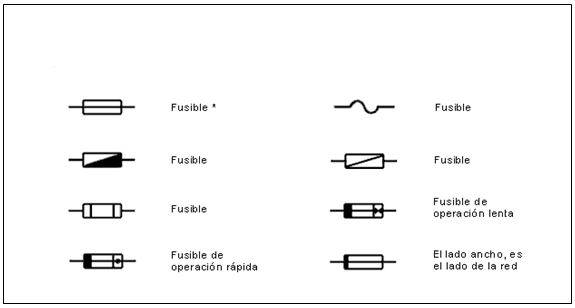 Fusible *
Fusible
Fusible
Fusible
Fusible
Fusible de
operación lenta
Fusible de
operación rápida
El lado ancho, es
el lado de la red